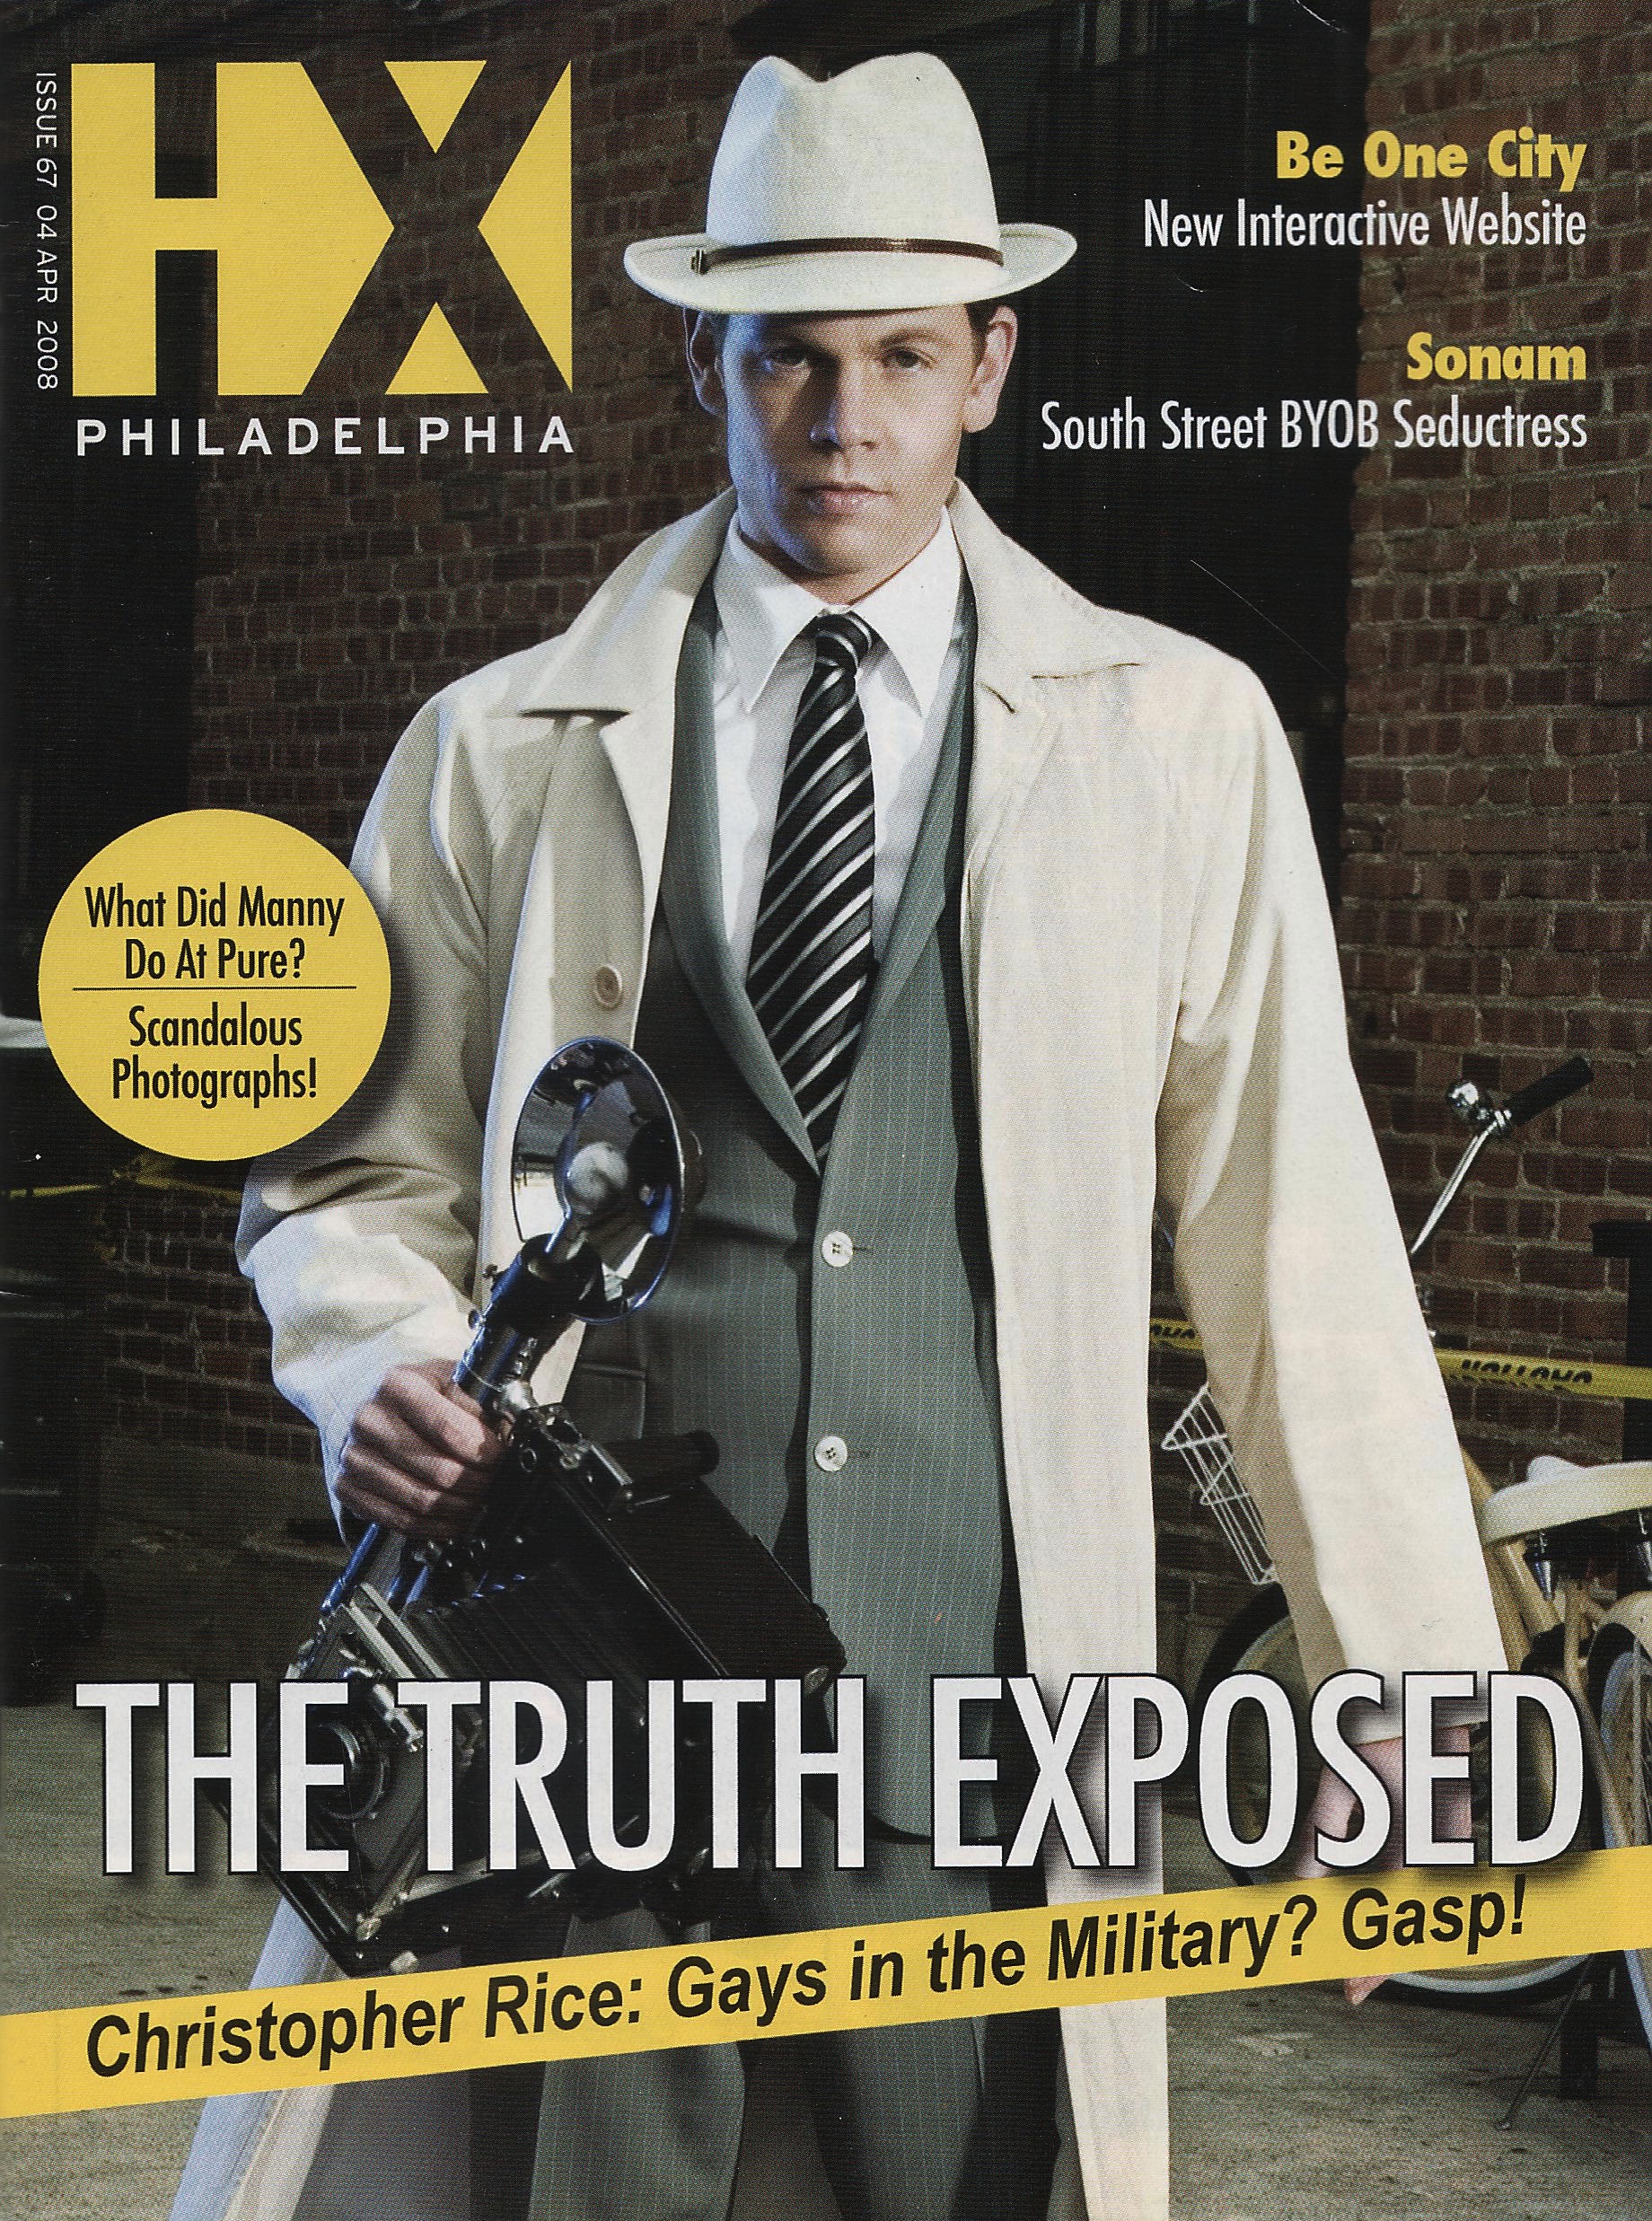 ISSUE 67 04 APR 2008
HX
PHILADELPHIA
Be One City
New Interactive Website
Sonam
South Street BYOB Seductress
What Did Manny
Do At Pure?
Scandalous
Photographs!
THE TRUTH EXPOSED
Christopher Rice: Gays in the Military? Gasp!